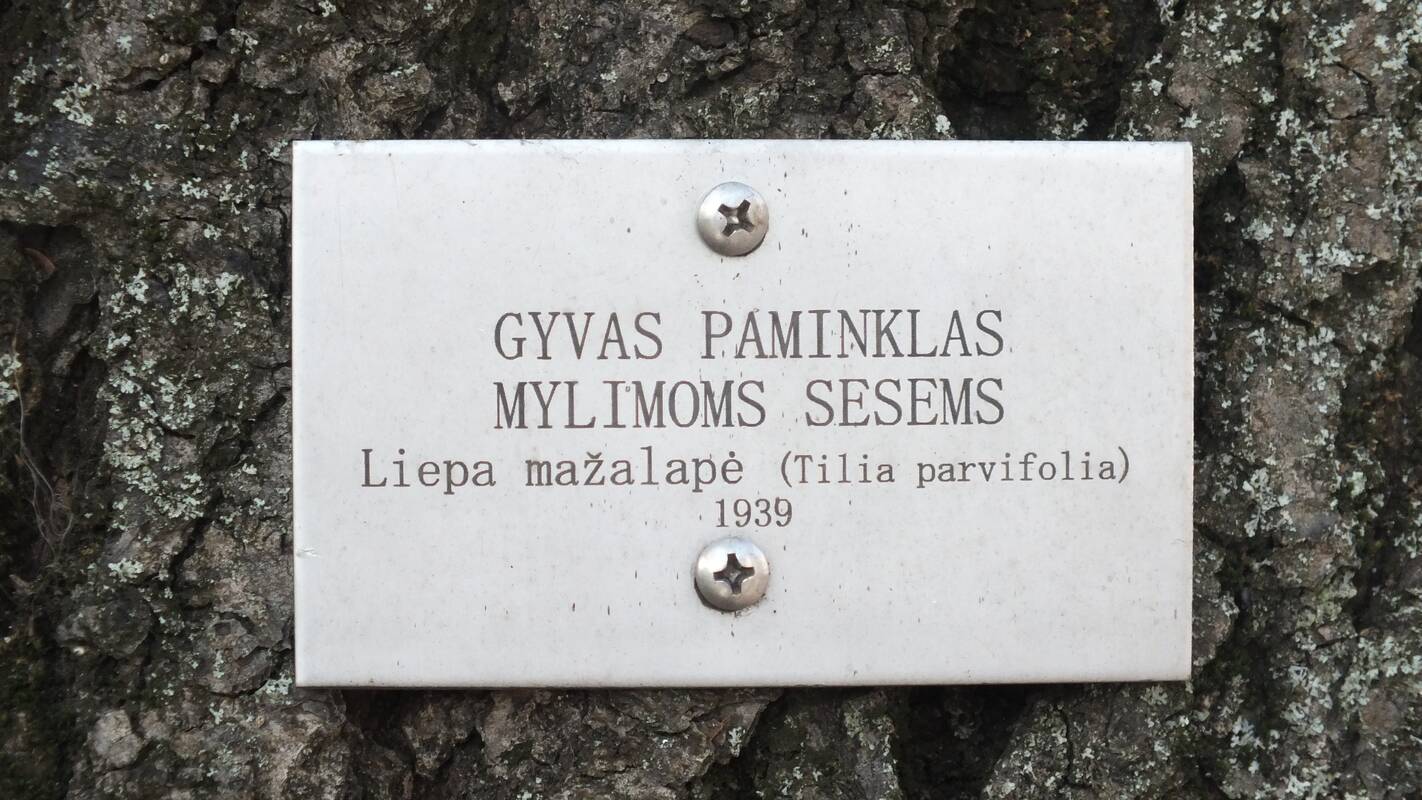 GYVAS PAMINKLAS
MYLIMOMS SESEMS
Liepa mažalapė (Tilia parvifolia)
1939